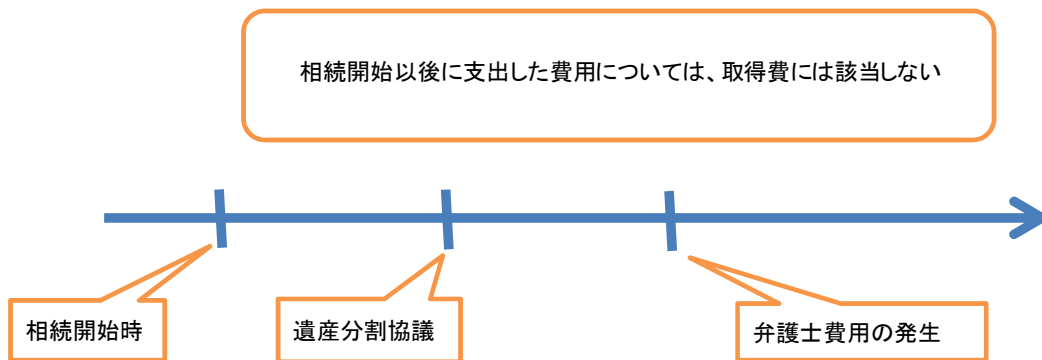 相続開始以後に支出した費用については、取得費には該当しない
相続開始時
遺産分割協議
弁護士費用の発生